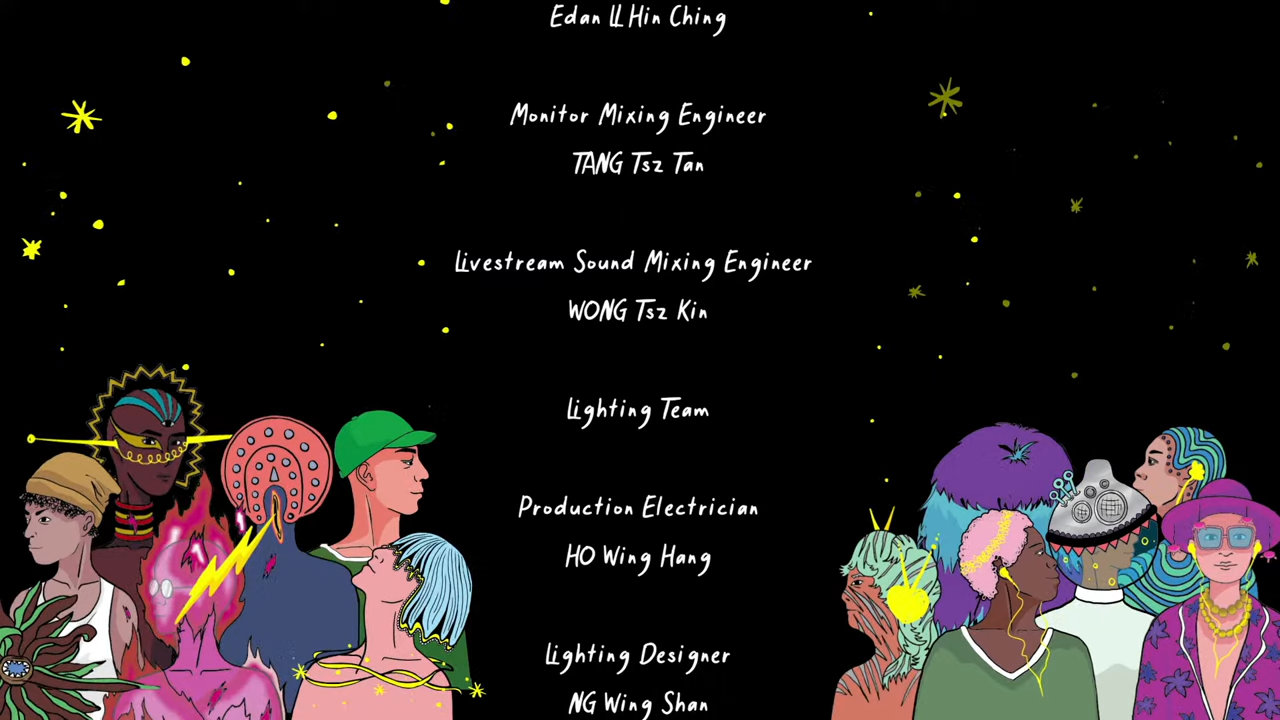 Edan LI Hin Ching
Monitor Mixing Engineer
TANG Tsz Tan
Livestream Sound Mixing Engineer
WONG Tsz Kin
Lighting Team
Production Electrician
HO Wing Hang
Lighting Designer
NG Wing Shan